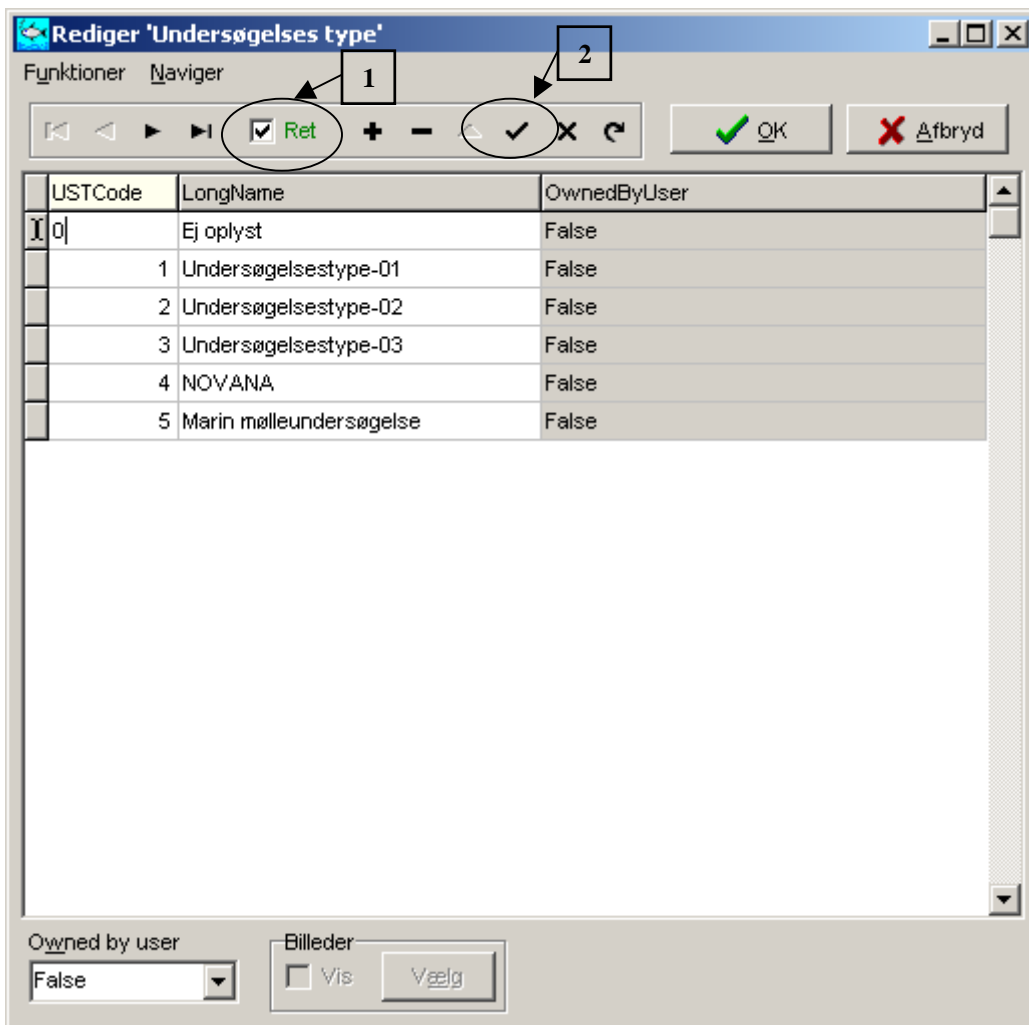 Rediger 'Undersøgelses type'
Funktioner Naviger
1
2
Ret
OK
Afbryd
USTCode LongName OwnedByUser
0 Ej oplyst False
1 Undersøgelsestype-01 False
2 Undersøgelsestype-02 False
3 Undersøgelsestype-03 False
4 NOVANA False
5 Marin mølleundersøgelse False
Owned by user
False
Billeder
Vis
Vælg